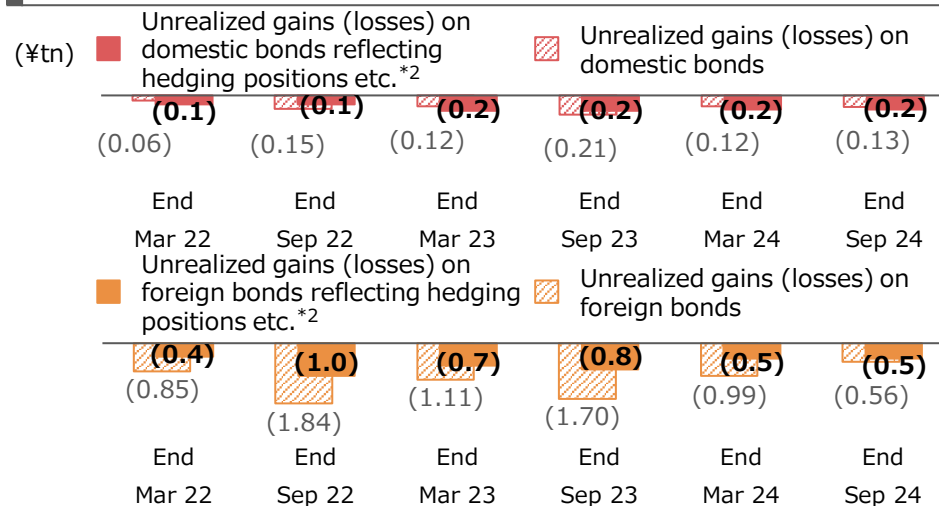 (¥tn)
Unrealized gains (losses) on
domestic bonds reflecting
hedging positions etc.*2
Unrealized gains (losses) on
domestic bonds
(0.1) (0.1) (0.2) (0.2) (0.2) (0.2)
(0.06) (0.15) (0.12) (0.21) (0.12) (0.13)
End End End End End End
Mar 22 Sep 22 Mar 23 Sep 23 Mar 24 Sep 24
Unrealized gains (losses) on
foreign bonds reflecting hedging
positions etc.*2
Unrealized gains (losses) on
foreign bonds
(0.4) (1.0) (0.7) (0.8) (0.5) (0.5)
(0.85) (1.84) (1.11) (1.70) (0.99) (0.56)
End End End End End End
Mar 22 Sep 22 Mar 23 Sep 23 Mar 24 Sep 24